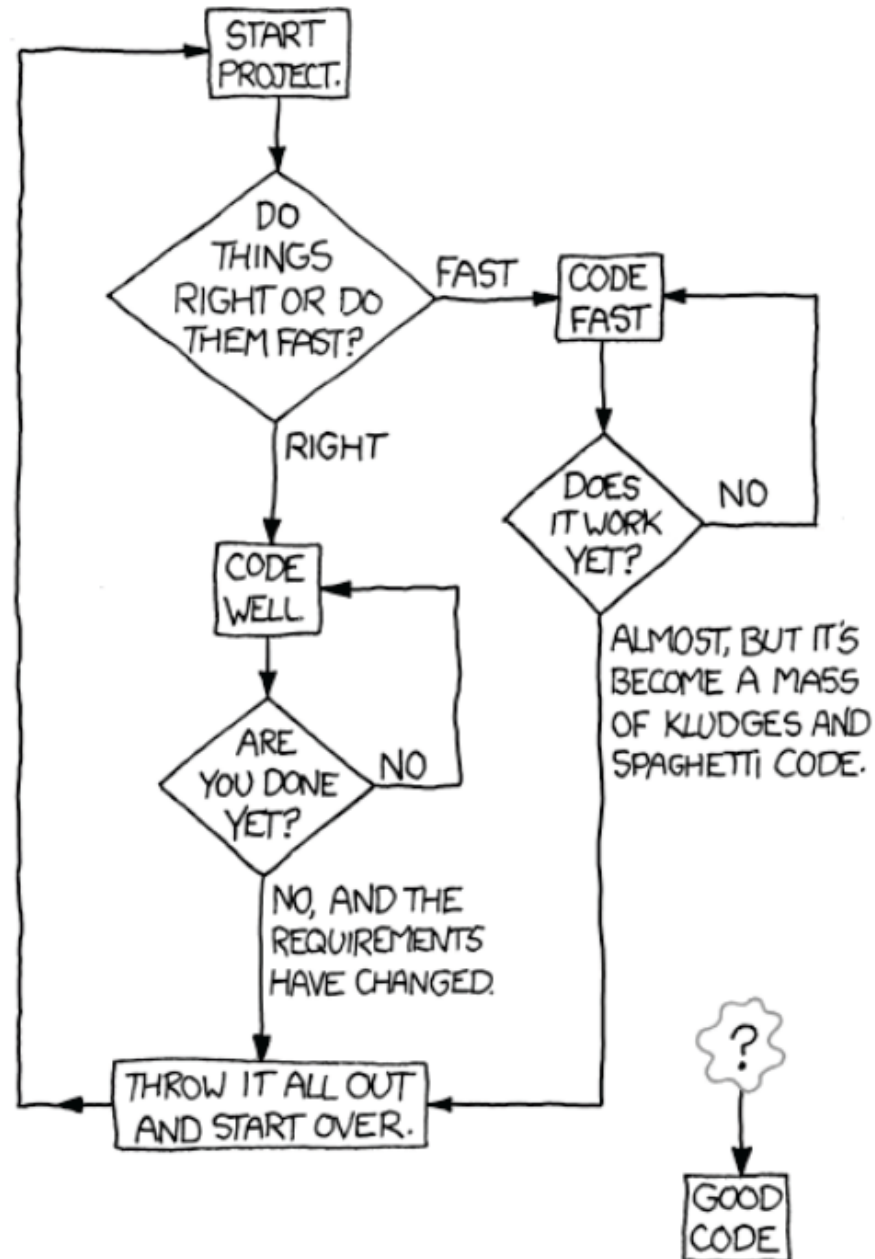 START
PROJECT.
DO
THINGS
RIGHT OR DO
THEM FAST?
FAST
CODE
FAST
RIGHT
DOES
IT WORK
YET?
NO
CODE
WELL
ALMOST, BUT IT'S
BECOME A MASS
OF KLUDGES AND
SPAGHETTI CODE.
ARE
YOU DONE
YET?
NO
NO, AND THE
REQUIREMENTS
HAVE CHANGED.
THROW IT ALL OUT
AND START OVER.
?
GOOD
CODE